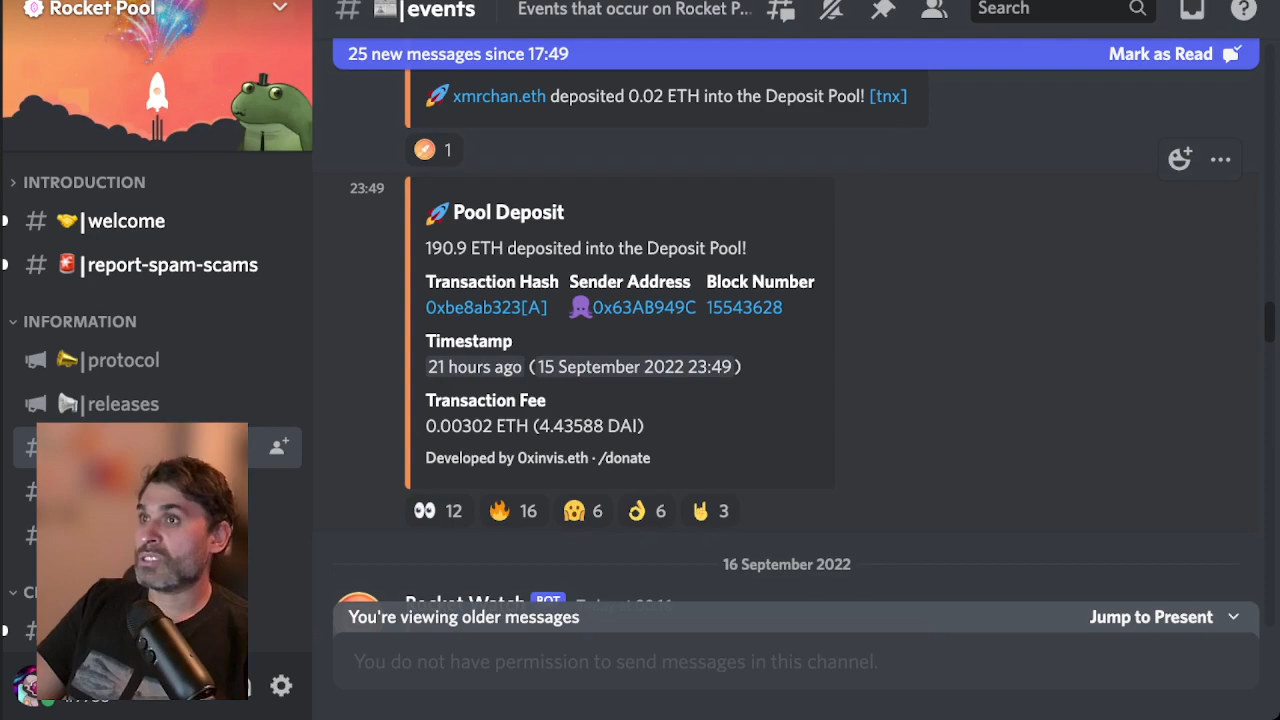 Rocket Pool
events
Events that occur on Rocket P...
Search
25 new messages since 17:49
Mark as Read
xmrchan.eth deposited 0.02 ETH into the Deposit Pool! [tnx]
1
INTRODUCTION
welcome
report-spam-scams
INFORMATION
protocol
releases
23:49
Pool Deposit
190.9 ETH deposited into the Deposit Pool!
Transaction Hash Sender Address Block Number
0xbe8ab323[A] 0x63AB949C 15543628
Timestamp
21 hours ago (15 September 2022 23:49)
Transaction Fee
0.00302 ETH (4.43588 DAI)
Developed by 0xinvis.eth · /donate
12 16 6 6 3
16 September 2022
Rocket Watch BOT
You're viewing older messages
Jump to Present
You do not have permission to send messages in this channel.